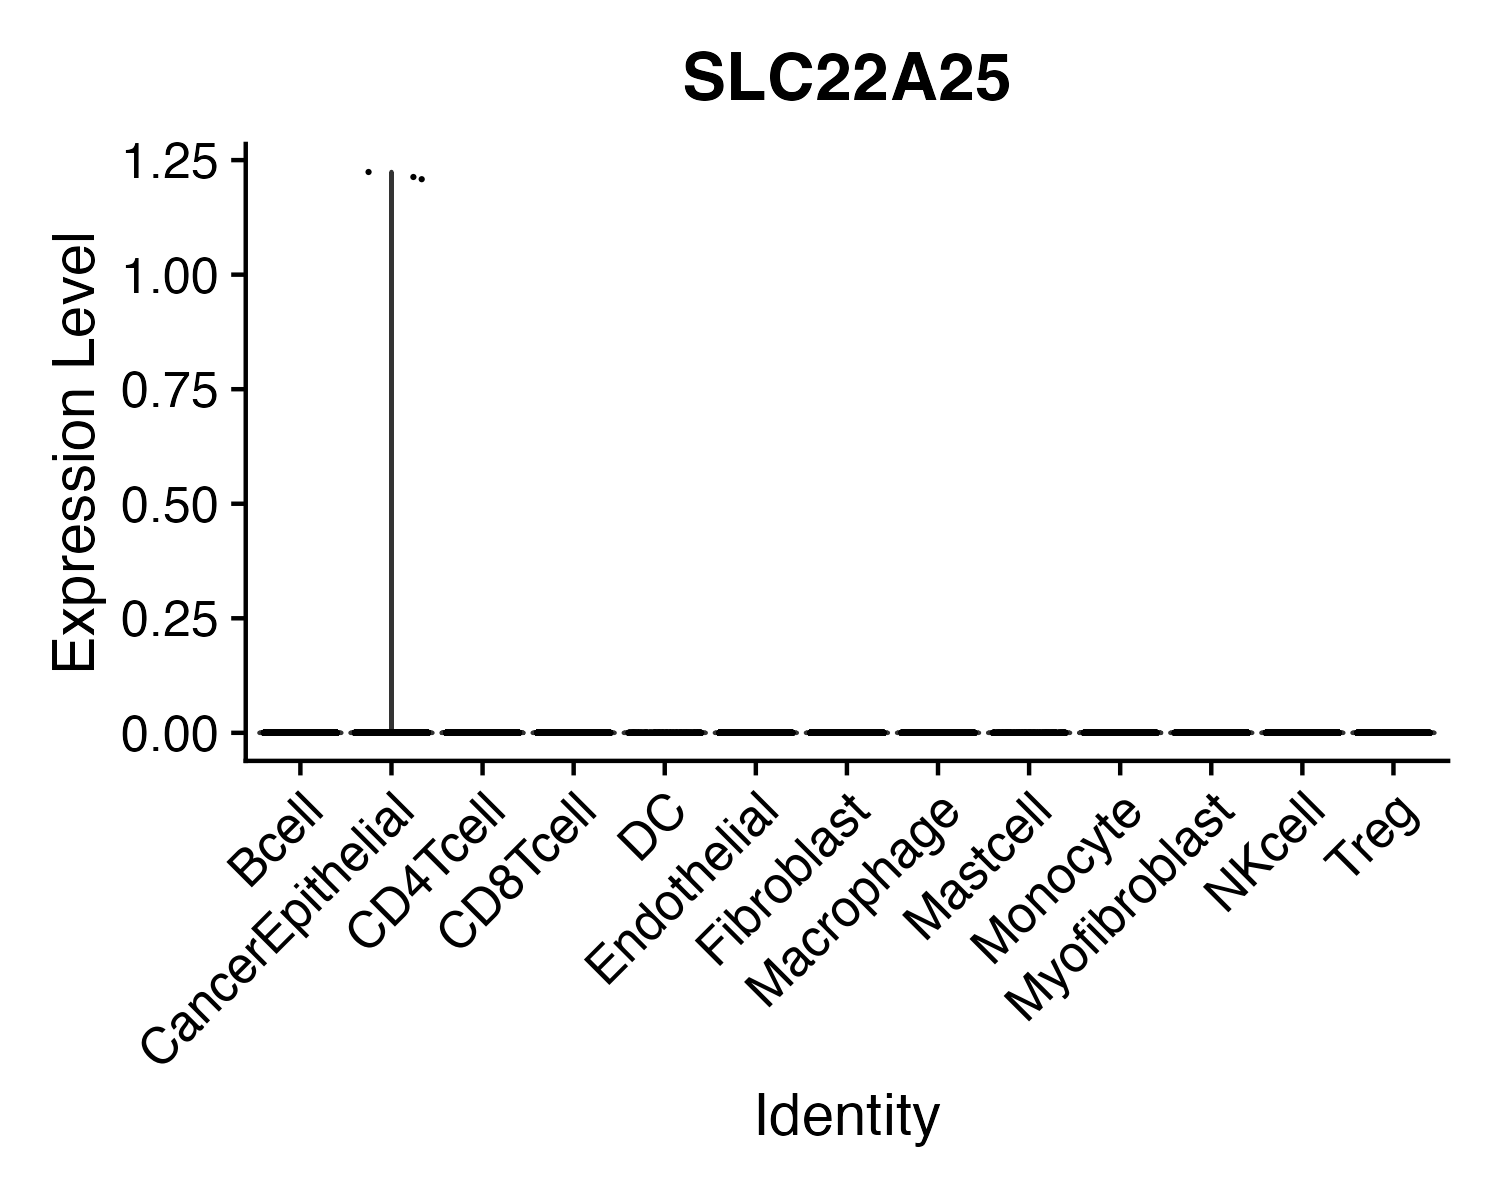 SLC22A25
1.25
1.00
0.75
0.50
0.25
0.00
Expression Level
Bcell
CancerEpithelial
CD4Tcell
CD8Tcell
DC
Endothelial
Fibroblast
Macrophage
Mastcell
Monocyte
Myofibroblast
NKcell
Treg
Identity